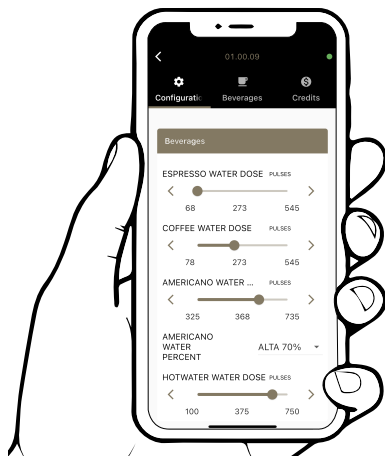 01.00.09
Configuratic Beverages Credits
Beverages
ESPRESSO WATER DOSE PULSES
68 273 545
COFFEE WATER DOSE PULSES
78 273 545
AMERICANO WATER ... PULSES
325 368 735
AMERICANO
WATER
PERCENT
ALTA 70%
HOTWATER WATER DOSE PULSES
100 375 750